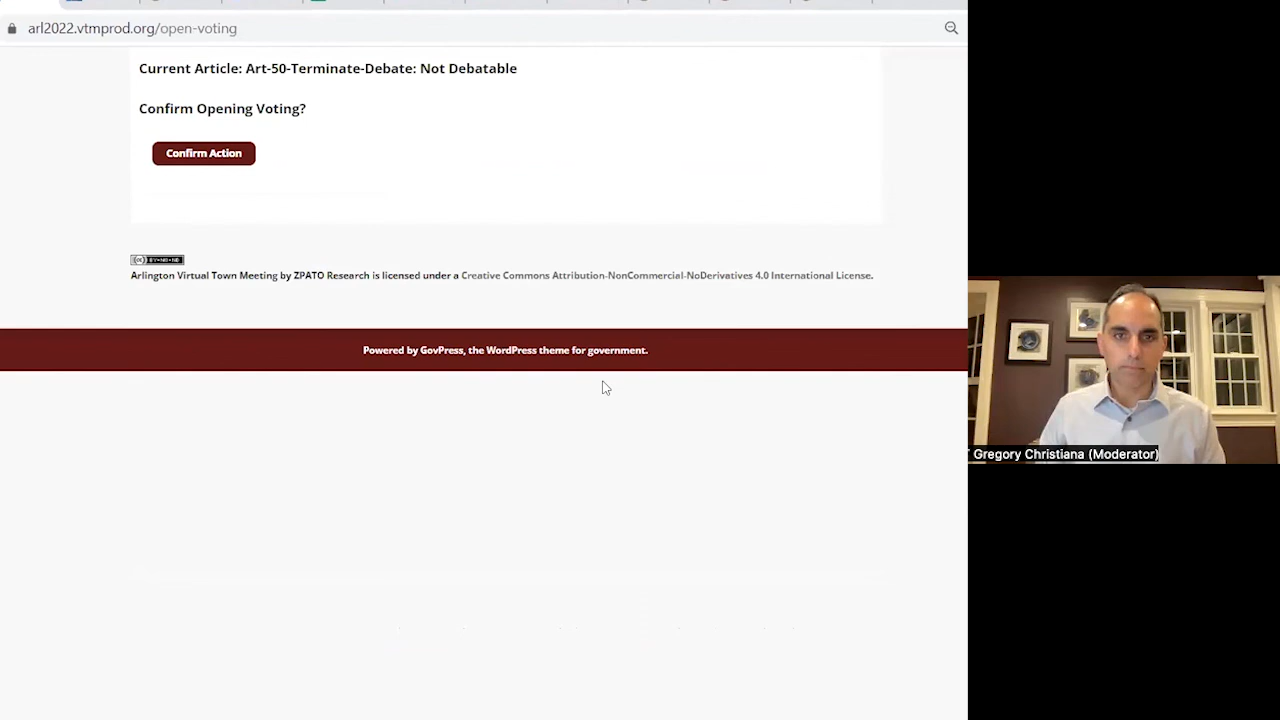 arl2022.vtmprod.org/open-voting
Current Article: Art-50-Terminate-Debate: Not Debatable
Confirm Opening Voting?
Confirm Action
Arlington Virtual Town Meeting by ZPATO Research is licensed under a Creative Commons Attribution-NonCommercial-NoDerivatives 4.0 International License.
Powered by GovPress, the WordPress theme for government.
Gregory Christiana (Moderator)